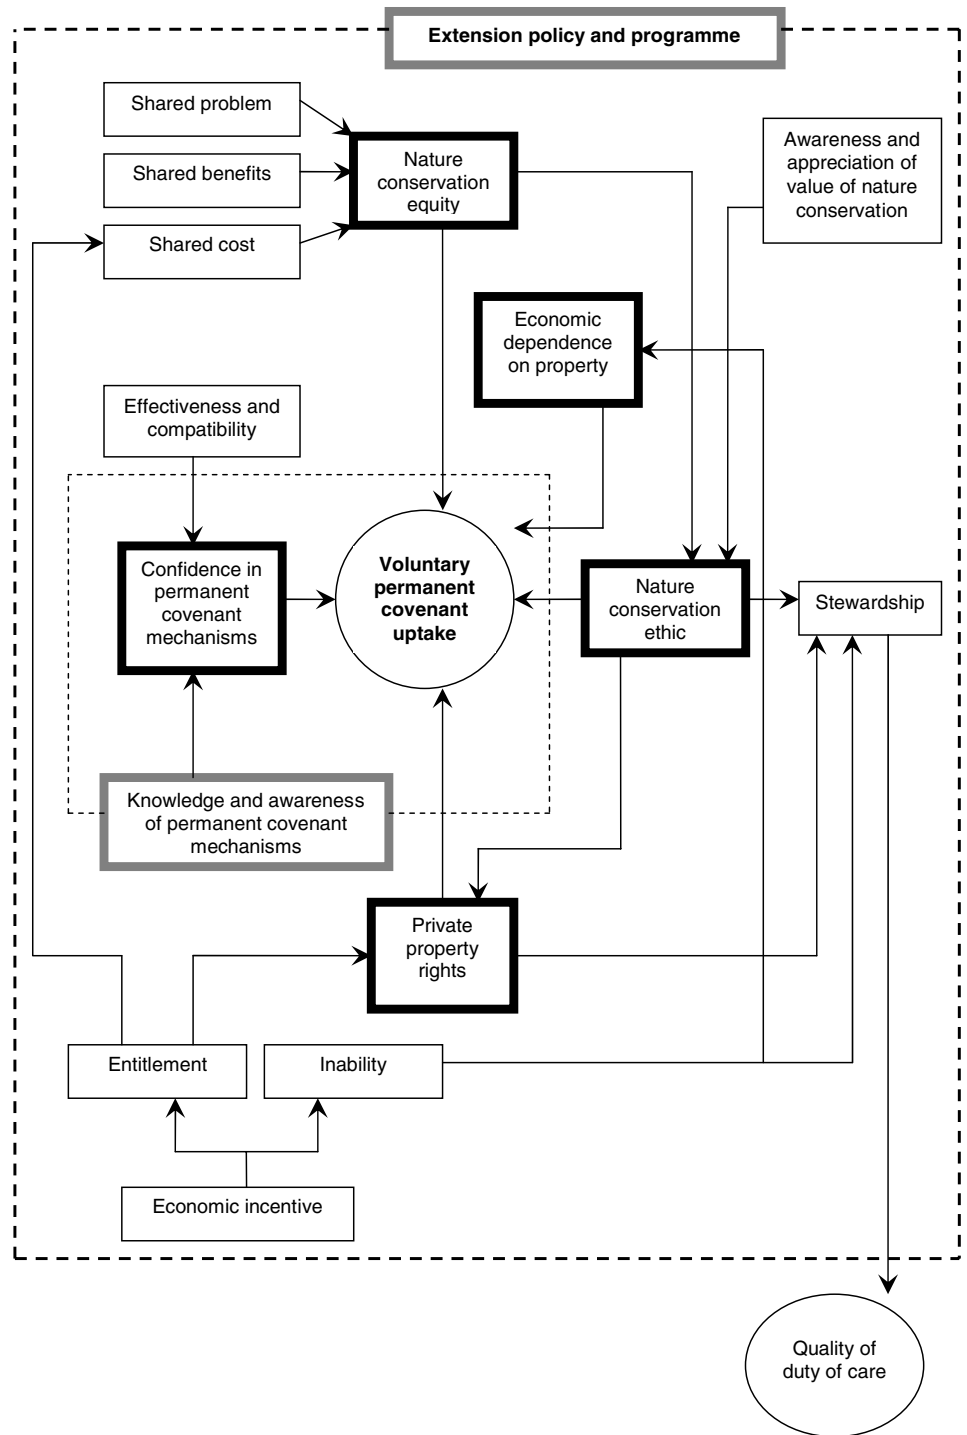 Extension policy and programme
Shared problem
Shared benefits
Shared cost
Nature
conservation
equity
Awareness and
appreciation of
value of nature
conservation
Economic
dependence
on property
Effectiveness and
compatibility
Confidence in
permanent
covenant
mechanisms
Voluntary
permanent
covenant
uptake
Nature
conservation
ethic
Stewardship
Knowledge and awareness
of permanent covenant
mechanisms
Private
property
rights
Entitlement
Inability
Economic incentive
Quality of
duty of care